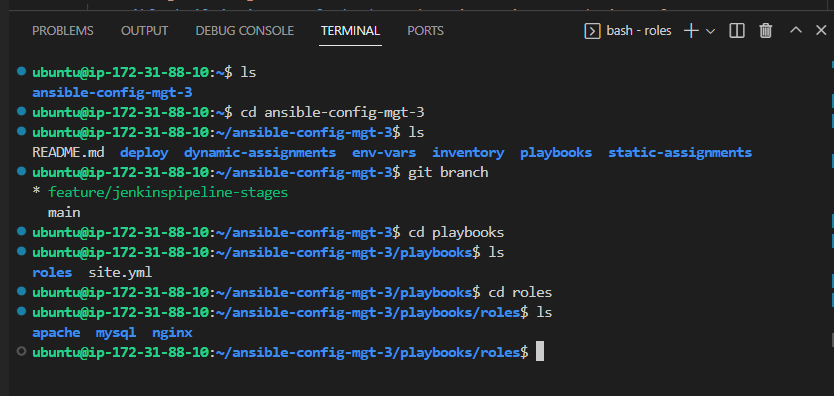 PROBLEMS OUTPUT DEBUG CONSOLE TERMINAL PORTS bash - roles
ubuntu@ip-172-31-88-10:~$ ls
ansible-config-mgt-3
ubuntu@ip-172-31-88-10:~$ cd ansible-config-mgt-3
ubuntu@ip-172-31-88-10:~/ansible-config-mgt-3$ ls
README.md deploy dynamic-assignments env-vars inventory playbooks static-assignments
ubuntu@ip-172-31-88-10:~/ansible-config-mgt-3$ git branch
* feature/jenkinspipeline-stages
main
ubuntu@ip-172-31-88-10:~/ansible-config-mgt-3$ cd playbooks
ubuntu@ip-172-31-88-10:~/ansible-config-mgt-3/playbooks$ ls
roles site.yml
ubuntu@ip-172-31-88-10:~/ansible-config-mgt-3/playbooks$ cd roles
ubuntu@ip-172-31-88-10:~/ansible-config-mgt-3/playbooks/roles$ ls
apache mysql nginx
ubuntu@ip-172-31-88-10:~/ansible-config-mgt-3/playbooks/roles$